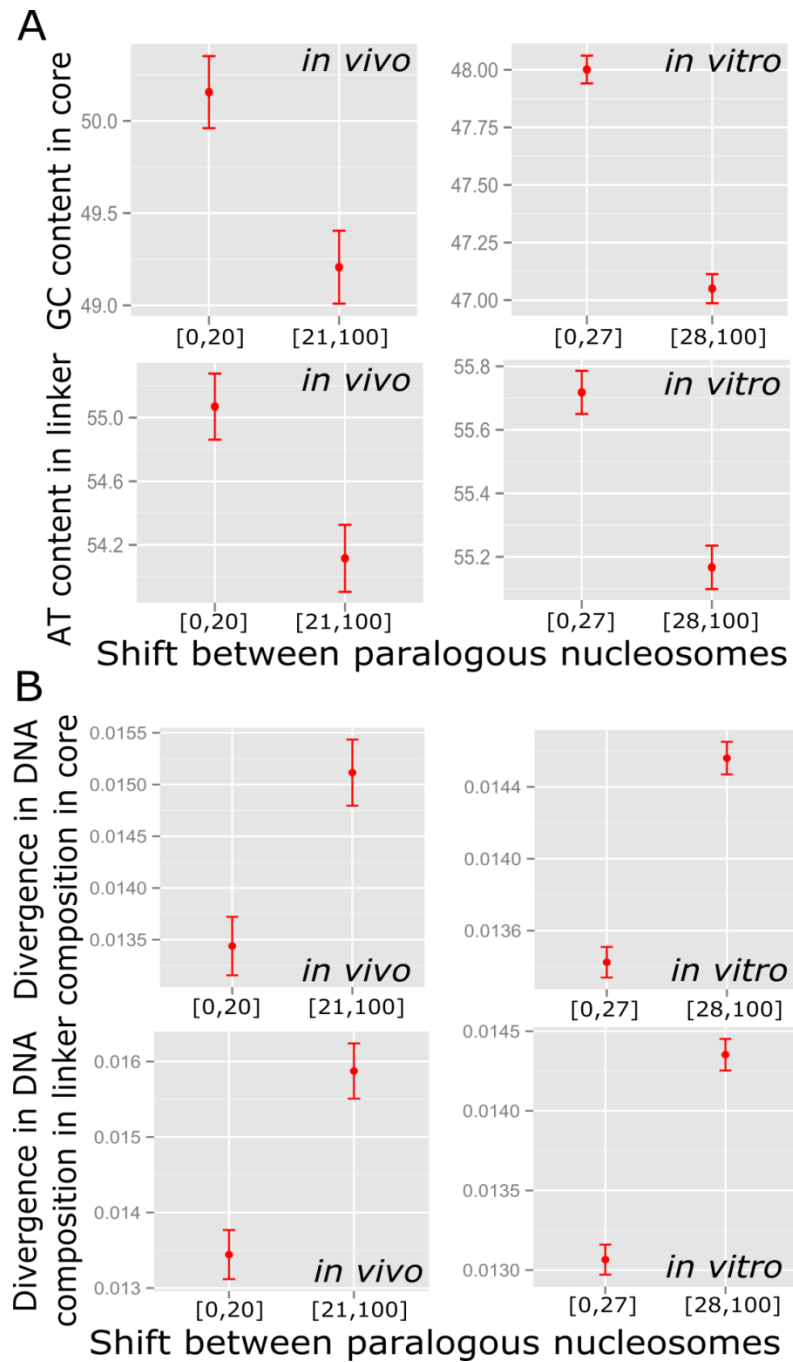 A
GC content in core
in vivo
50.0
49.5
49.0
[0,20] [21,100]
in vitro
48.00
47.75
47.50
47.25
47.00
[0,27] [28,100]
AT content in linker
in vivo
55.0
54.6
54.2
[0,20] [21,100]
in vitro
55.8
55.6
55.4
55.2
[0,27] [28,100]
Shift between paralogous nucleosomes
B
Divergence in DNA
composition in core
0.0155
0.0150
0.0145
0.0140
0.0135
in vivo
[0,20] [21,100]
0.0144
0.0140
0.0136
in vitro
[0,27] [28,100]
Divergence in DNA
composition in linker
0.016
0.015
0.014
0.013
in vivo
[0,20] [21,100]
0.0145
0.0140
0.0135
0.0130
in vitro
[0,27] [28,100]
Shift between paralogous nucleosomes